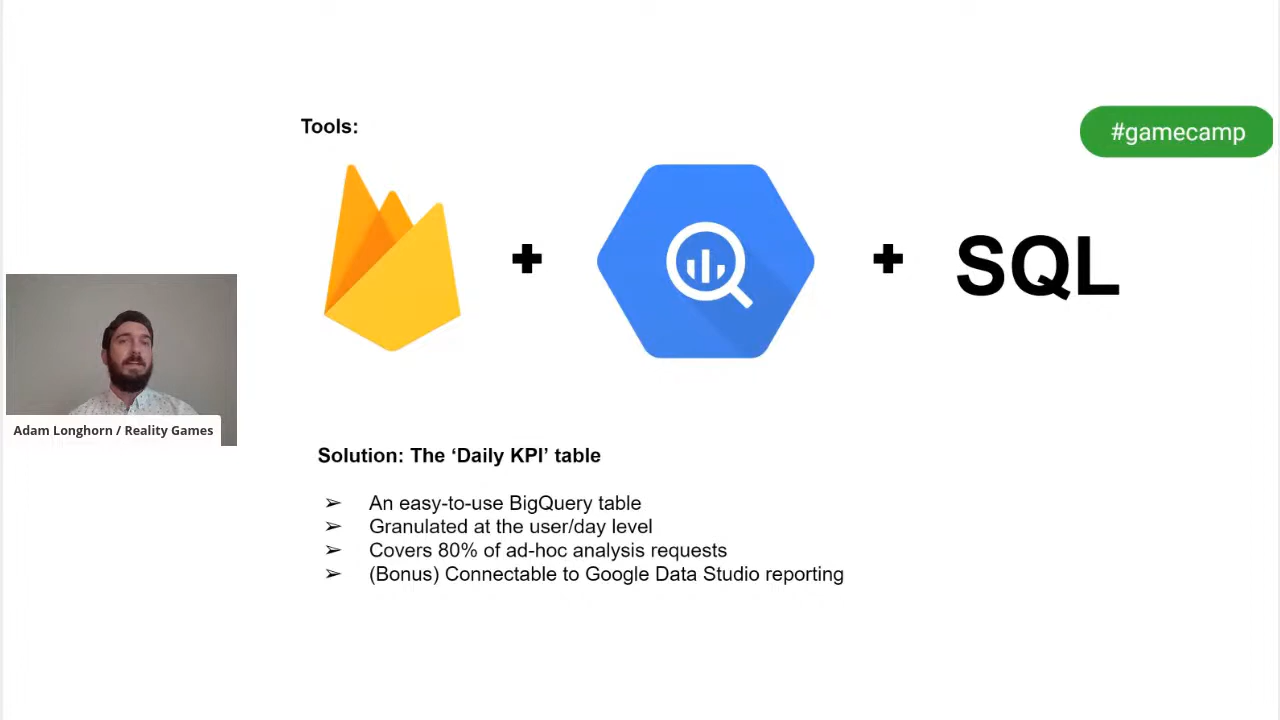 Tools:
#gamecamp
+
+
SQL
Adam Longhorn / Reality Games
Solution: The ‘Daily KPI’ table
➢ An easy-to-use BigQuery table
➢ Granulated at the user/day level
➢ Covers 80% of ad-hoc analysis requests
➢ (Bonus) Connectable to Google Data Studio reporting